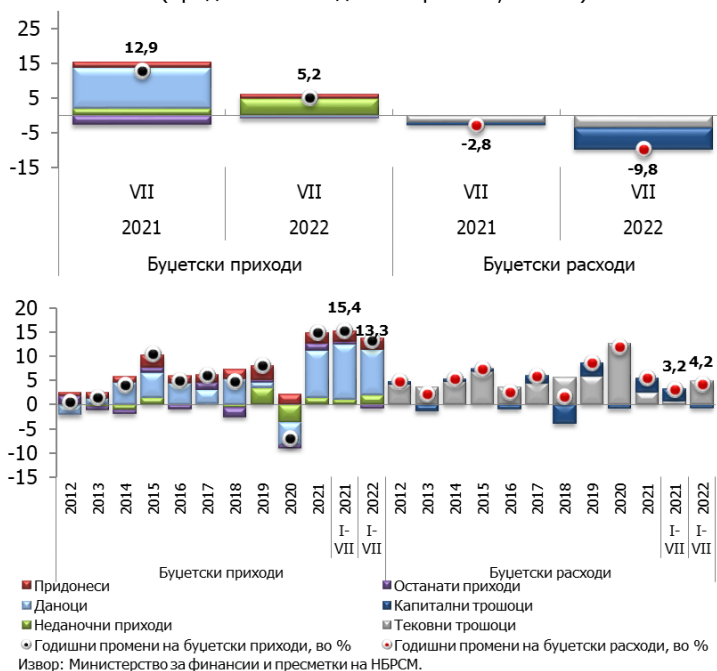 25
15
5
-5
-15
12,9
5,2
-2,8
-9,8
VII VII VII VII
2021 2022 2021 2022
Буџетски приходи Буџетски расходи
20
15
10
5
0
-5
-10
-15
15,4
13,3
3,2
4,2
2012 2013 2014 2015 2016 2017 2018 2019 2020 2021 2021 2022 2012 2013 2014 2015 2016 2017 2018 2019 2020 2021 2021 2022
I-VII I-VII I-VII I-VII
Буџетски приходи Буџетски расходи
Придонеси Останати приходи
Даноци Капитални трошоци
Неданочни приходи Тековни трошоци
Годишни промени на буџетски приходи, во % Годишни промени на буџетски расходи, во %
Извор: Министерство за финансии и пресметки на НБРСМ.